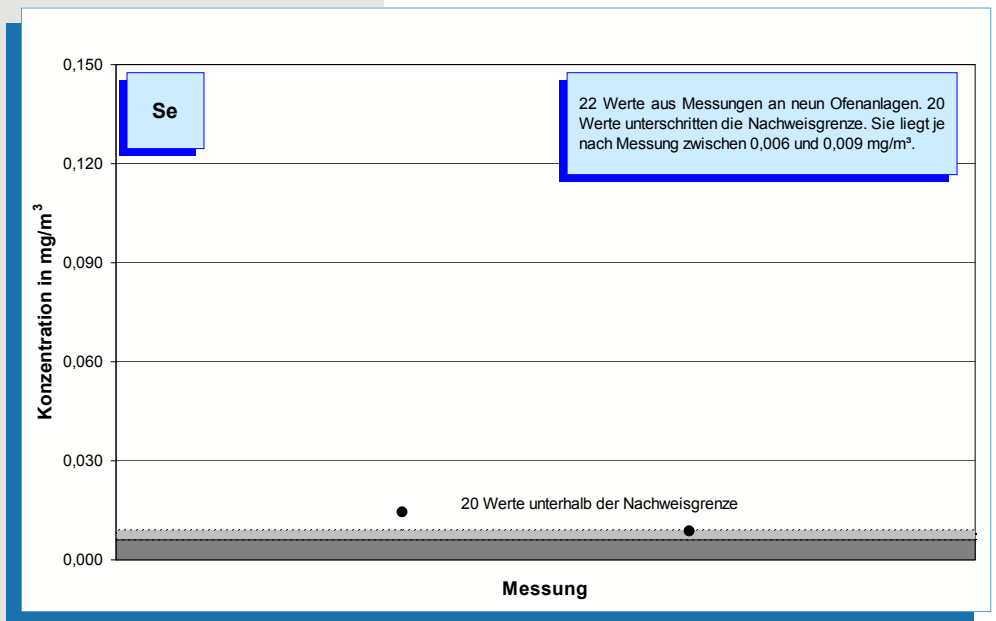 Se
22 Werte aus Messungen an neun Ofenanlagen. 20
Werte unterschritten die Nachweisgrenze. Sie liegt je
nach Messung zwischen 0,006 und 0,009 mg/m³.
Konzentration in mg/m³
0,150
0,120
0,090
0,060
0,030
0,000
20 Werte unterhalb der Nachweisgrenze
Messung